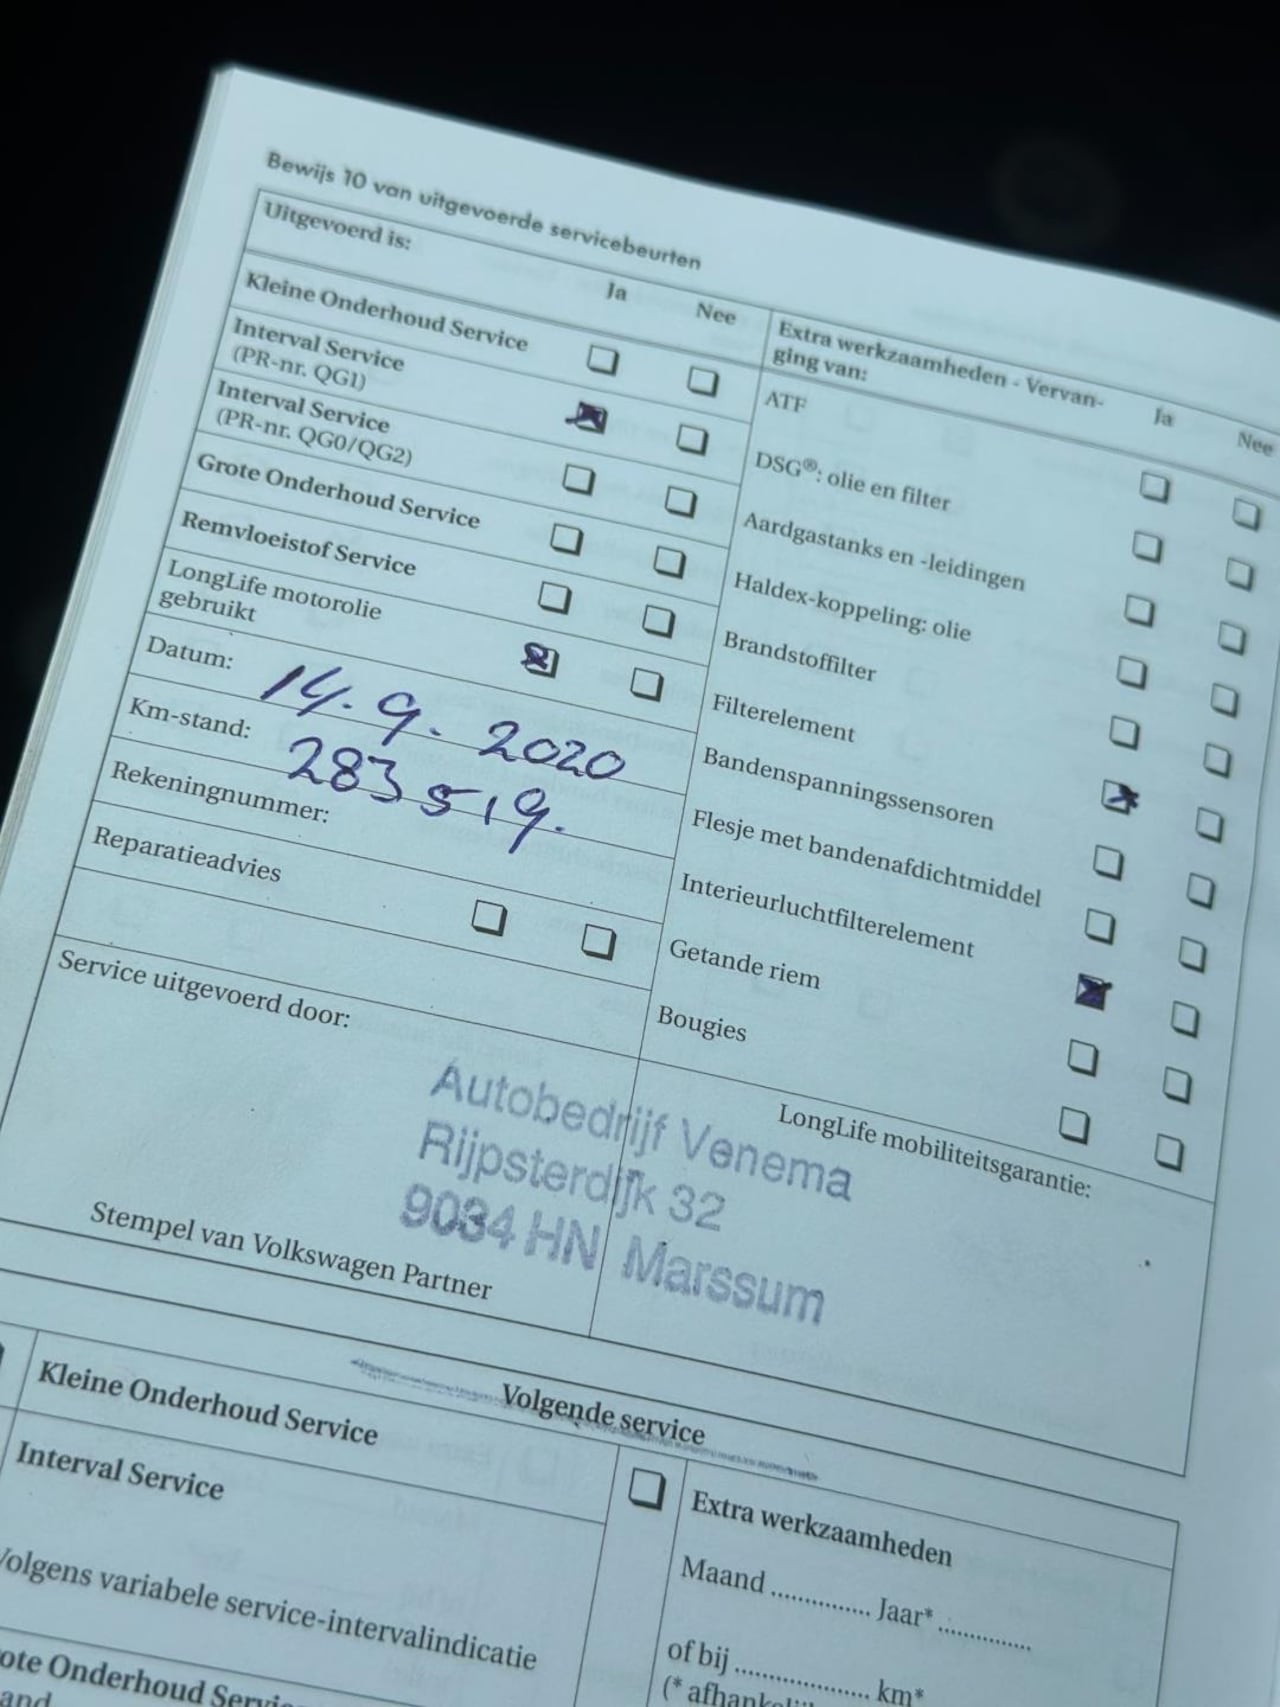 Bewijs 10 van uitgevoerde servicebeurten
Uitgevoerd is:
Ja Nee
Kleine Onderhoud Service
Interval Service
(PR-nr. QG1)
Interval Service
(PR-nr. QG0/QG2)
Grote Onderhoud Service
Remvloeistof Service
LongLife motorolie
gebruikt
Datum: 14.9.2020
Km-stand: 283519.
Rekeningnummer:
Reparatieadvies
Service uitgevoerd door:
Extra werkzaamheden - Vervan-
ging van:
Ja Nee
ATF
DSG®: olie en filter
Aardgastanks en -leidingen
Haldex-koppeling: olie
Brandstoffilter
Filterelement
Bandenspanningssensoren
Flesje met bandenafdichtmiddel
Interieurluchtfilterelement
Getande riem
Bougies
LongLife mobiliteitsgarantie:
Autobedrijf Venema
Rijpsterdijk 32
9034 HN Marssum
Stempel van Volkswagen Partner
Volgende service
Kleine Onderhoud Service
Interval Service
Volgens variabele service-intervalindicatie
Extra werkzaamheden
Maand ............... Jaar* ..............
of bij .................... km*